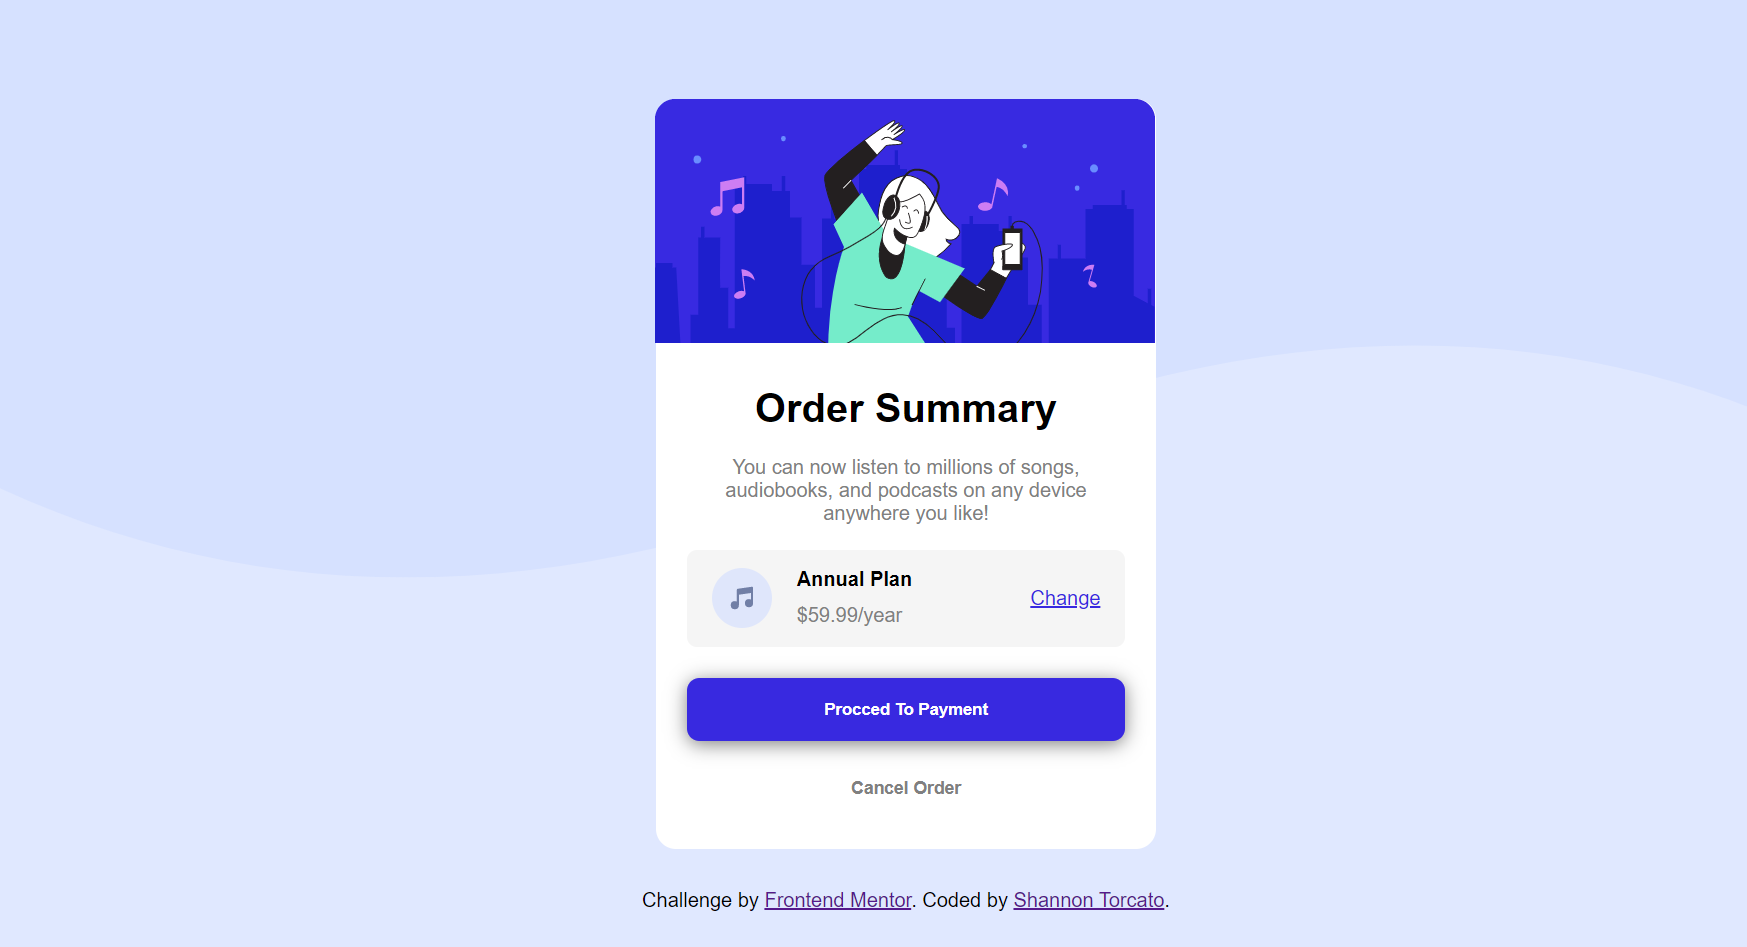 Order Summary
You can now listen to millions of songs,
audiobooks, and podcasts on any device
anywhere you like!
Annual Plan
$59.99/year
Change
Procced To Payment
Cancel Order
Challenge by Frontend Mentor. Coded by Shannon Torcato.